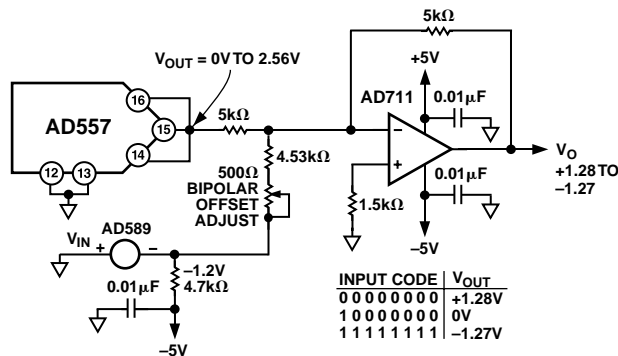 5kΩ
V_OUT = 0V TO 2.56V
+5V
16
AD711
0.01μF
AD557
15
5kΩ
−
14
4.53kΩ
V_O
+1.28 TO
−1.27
+
12
13
500Ω
BIPOLAR
OFFSET
ADJUST
0.01μF
1.5kΩ
AD589
V_IN
+
−
−5V
−1.2V
4.7kΩ
0.01μF
−5V
INPUT CODE V_OUT
0 0 0 0 0 0 0 0 +1.28V
1 0 0 0 0 0 0 0 0V
1 1 1 1 1 1 1 1 −1.27V